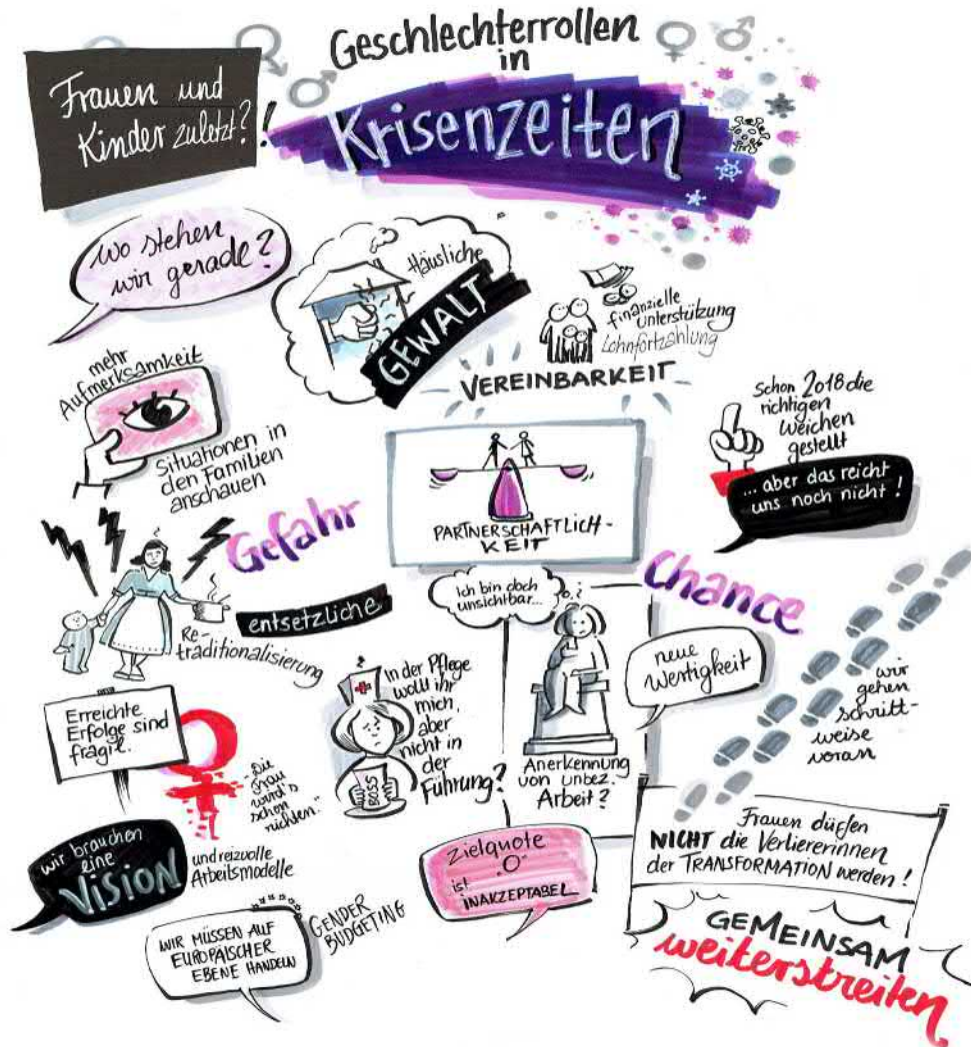 Geschlechterrollen
in
Krisenzeiten
Frauen und
Kinder zuletzt?!
wo stehen
wir gerade?
Häusliche
GEWALT
finanzielle
unterstützung
Lohnfortzahlung
VEREINBARKEIT
mehr
Aufmerksamkeit
Situationen in
den Familien
anschauen
schon 2018 die
richtigen
Weichen
gestellt
... aber das reicht
uns noch nicht!
PARTNERSCHAFTLICH-
KEIT
Gefahr
entsetzliche
Re-
traditionalisierung
Chance
Ich bin doch
unsichtbar...
neue
Wertigkeit
Anerkennung
von unbez.
Arbeit?
wir
gehen
schritt-
weise
voran
Erreichte
Erfolge sind
fragil.
"Die
Frau
wird's
schon
richten."
In der Pflege
wollt ihr
mich,
aber
nicht in
der
Führung?
BOSS
wir brauchen
eine
VISION
und reizvolle
Arbeitsmodelle
Zielquote
"0"
ist
INAKZEPTABEL
Frauen dürfen
NICHT die Verliererinnen
der TRANSFORMATION werden!
WIR MÜSSEN AUF
EUROPÄISCHER
EBENE HANDELN
GENDER
BUDGETING
GEMEINSAM
weiterstreiten